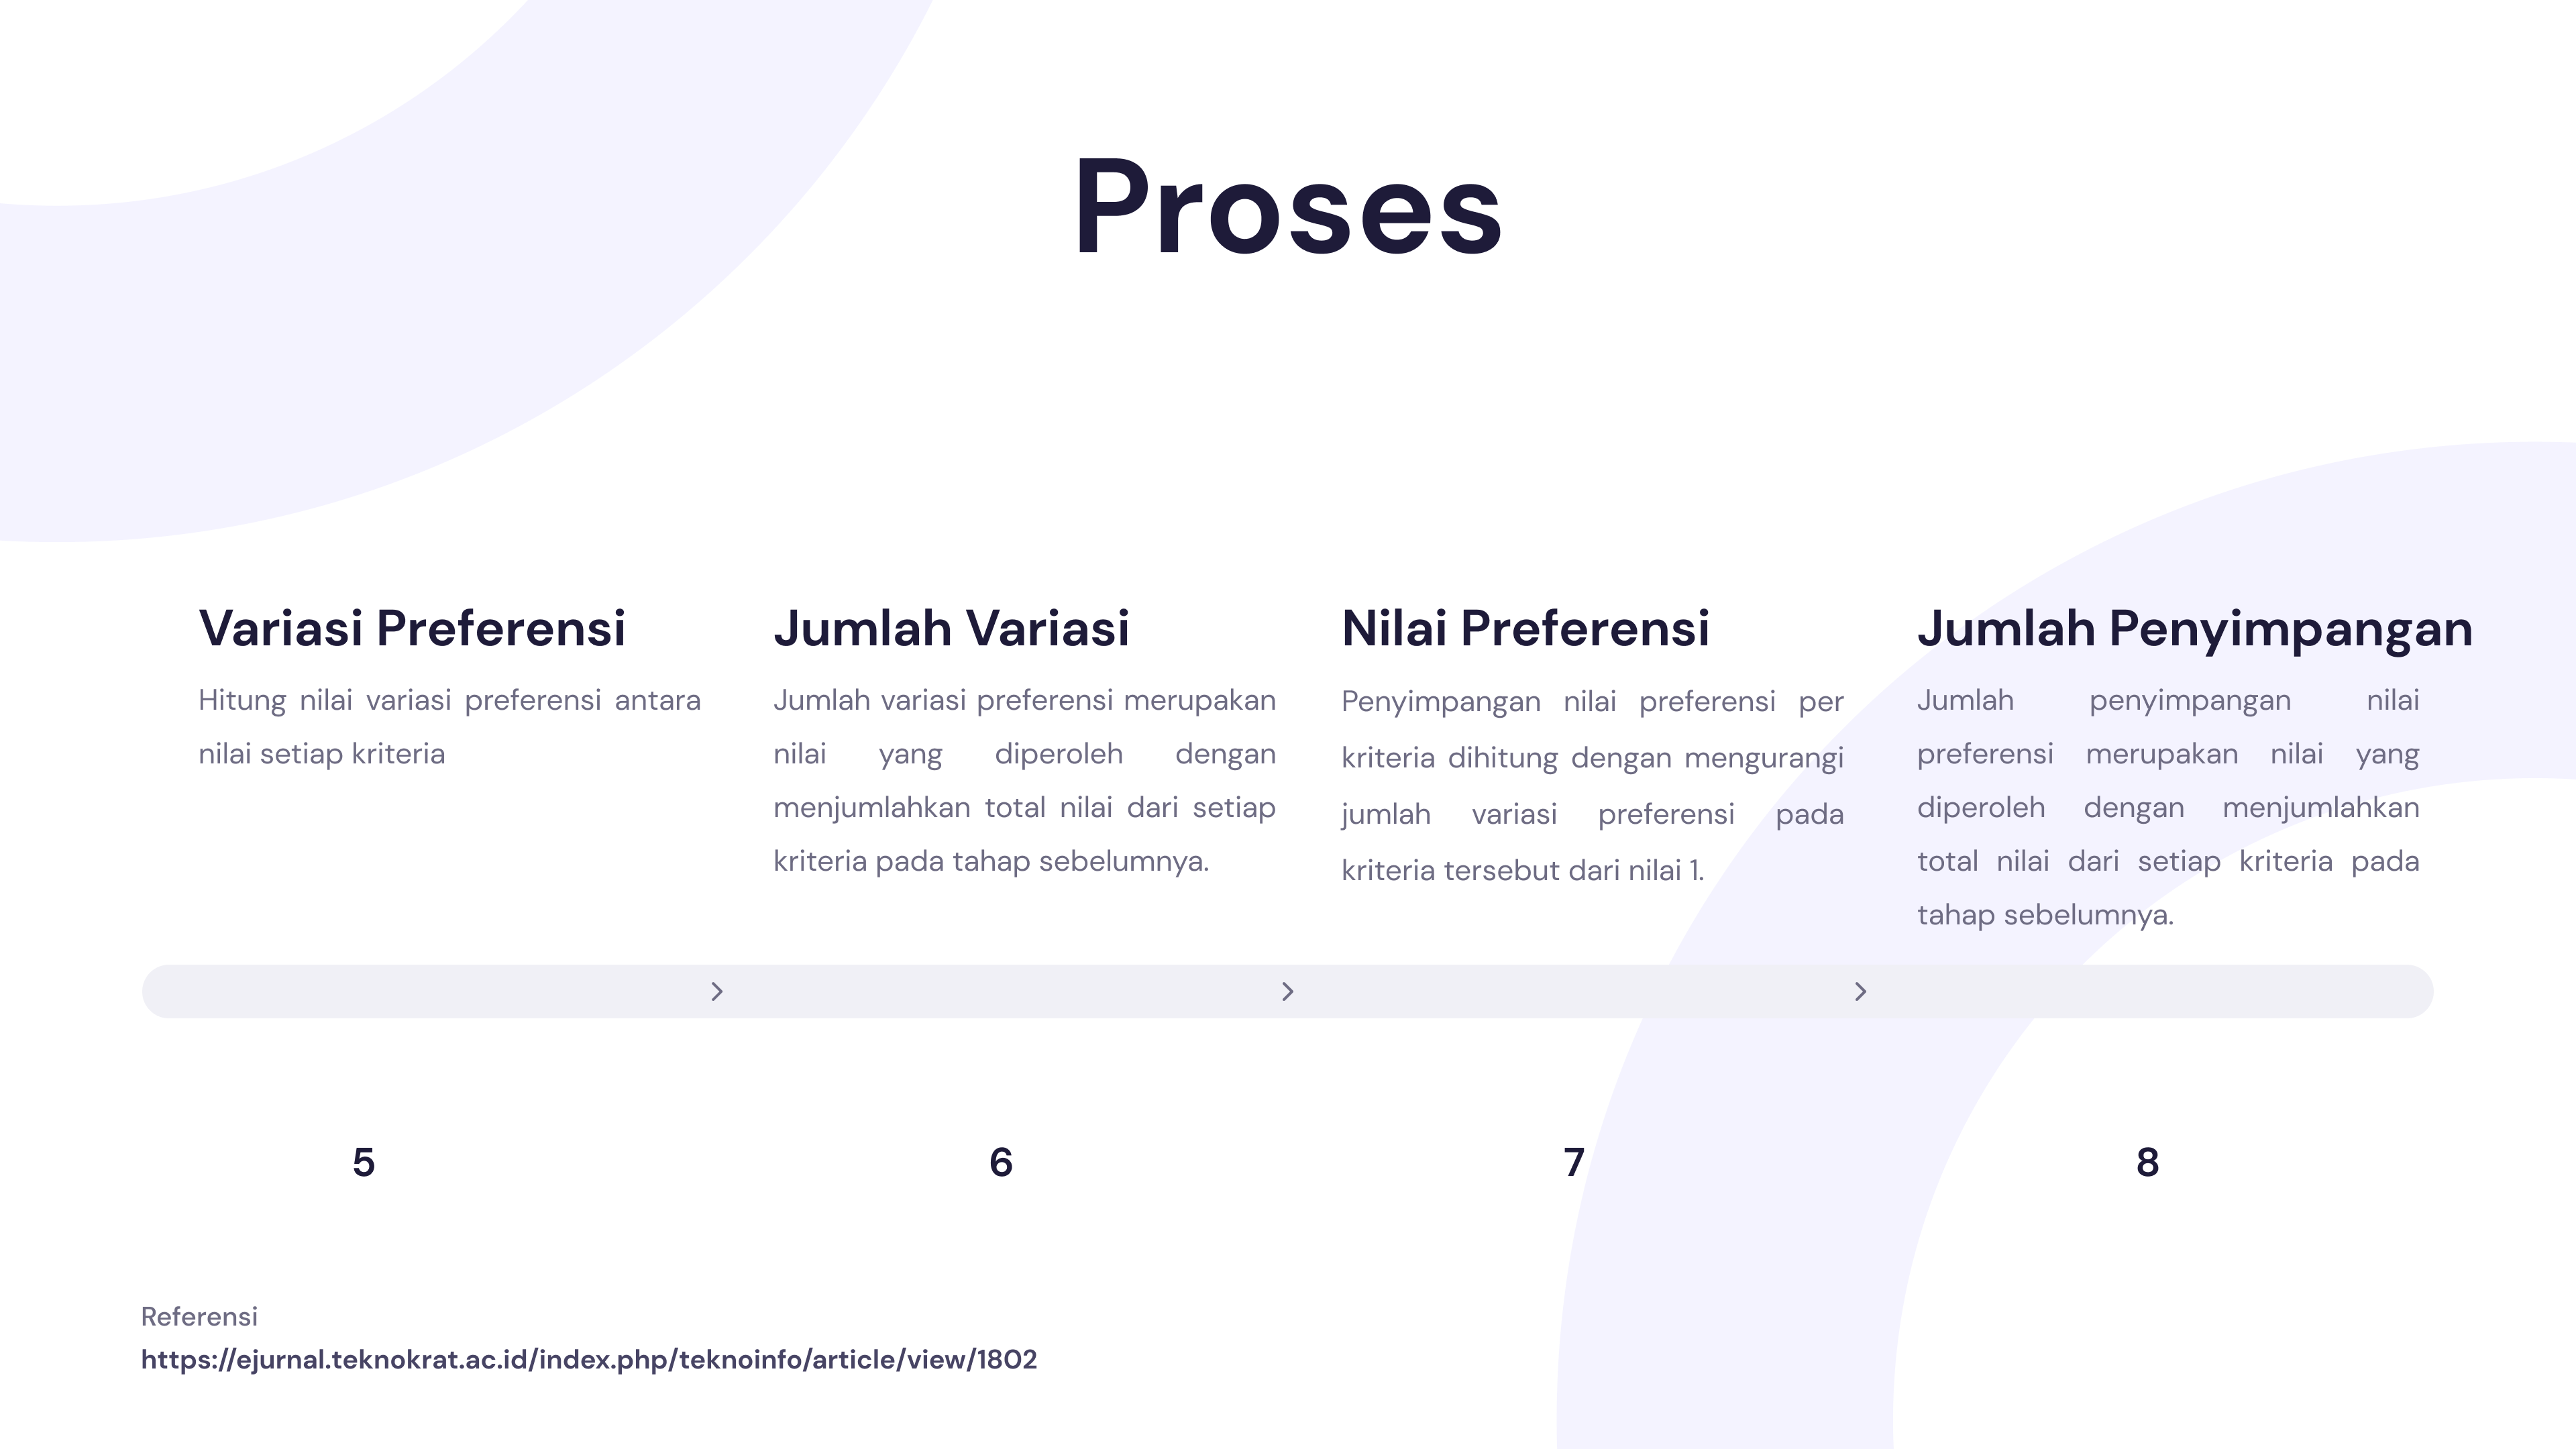 Proses
Variasi Preferensi
Hitung nilai variasi preferensi antara
nilai setiap kriteria
Jumlah Variasi
Jumlah variasi preferensi merupakan
nilai yang diperoleh dengan
menjumlahkan total nilai dari setiap
kriteria pada tahap sebelumnya.
Nilai Preferensi
Penyimpangan nilai preferensi per
kriteria dihitung dengan mengurangi
jumlah variasi preferensi pada
kriteria tersebut dari nilai 1.
Jumlah Penyimpangan
Jumlah penyimpangan nilai
preferensi merupakan nilai yang
diperoleh dengan menjumlahkan
total nilai dari setiap kriteria pada
tahap sebelumnya.
5
6
7
8
Referensi
https://ejurnal.teknokrat.ac.id/index.php/teknoinfo/article/view/1802